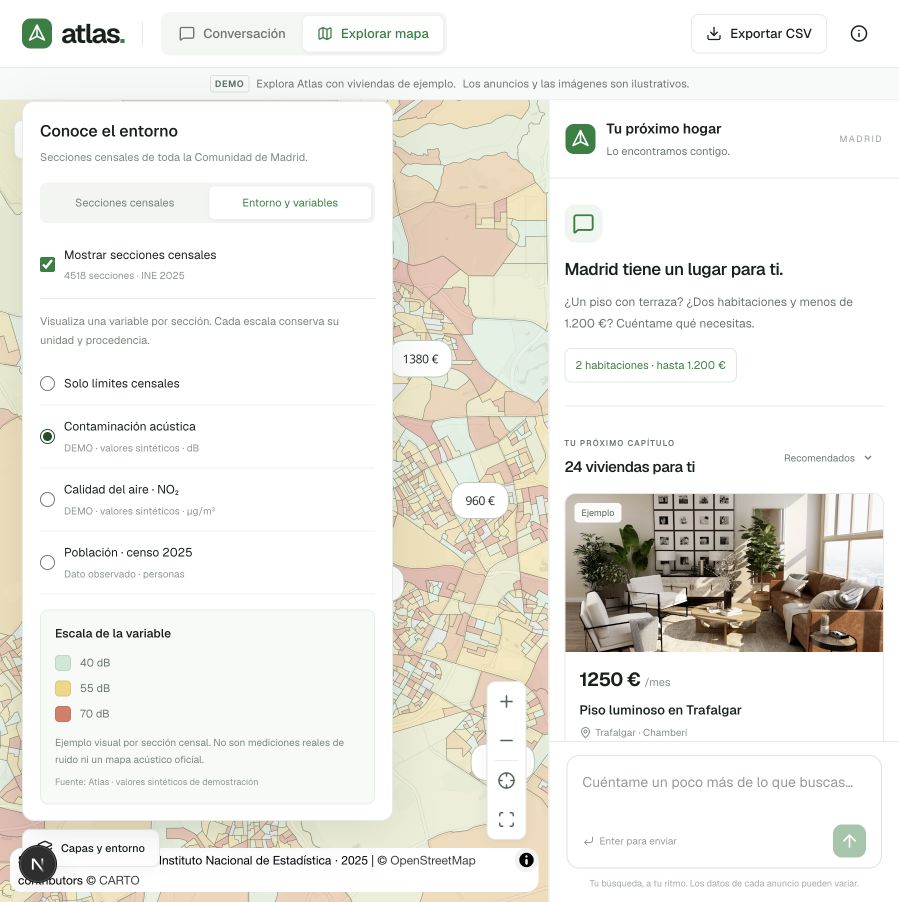 atlas.
Conversación
Explorar mapa
Exportar CSV
DEMO Explora Atlas con viviendas de ejemplo. Los anuncios y las imágenes son ilustrativos.
Conoce el entorno
Secciones censales de toda la Comunidad de Madrid.
Secciones censales
Entorno y variables
Mostrar secciones censales
4518 secciones · INE 2025
Visualiza una variable por sección. Cada escala conserva su
unidad y procedencia.
Solo límites censales
Contaminación acústica
DEMO · valores sintéticos · dB
Calidad del aire · NO₂
DEMO · valores sintéticos · µg/m³
Población · censo 2025
Dato observado · personas
Escala de la variable
40 dB
55 dB
70 dB
Ejemplo visual por sección censal. No son mediciones reales de
ruido ni un mapa acústico oficial.
Fuente: Atlas · valores sintéticos de demostración
Capas y entorno
N
Instituto Nacional de Estadística · 2025 | © OpenStreetMap
contributors © CARTO
1380 €
960 €
Tu próximo hogar
Lo encontramos contigo.
MADRID
Madrid tiene un lugar para ti.
¿Un piso con terraza? ¿Dos habitaciones y menos de
1.200 €? Cuéntame qué necesitas.
2 habitaciones · hasta 1.200 €
TU PRÓXIMO CAPÍTULO
24 viviendas para ti
Recomendados
Ejemplo
1250 € /mes
Piso luminoso en Trafalgar
Trafalgar · Chamberí
Cuéntame un poco más de lo que buscas...
Enter para enviar
Tu búsqueda, a tu ritmo. Los datos de cada anuncio pueden variar.